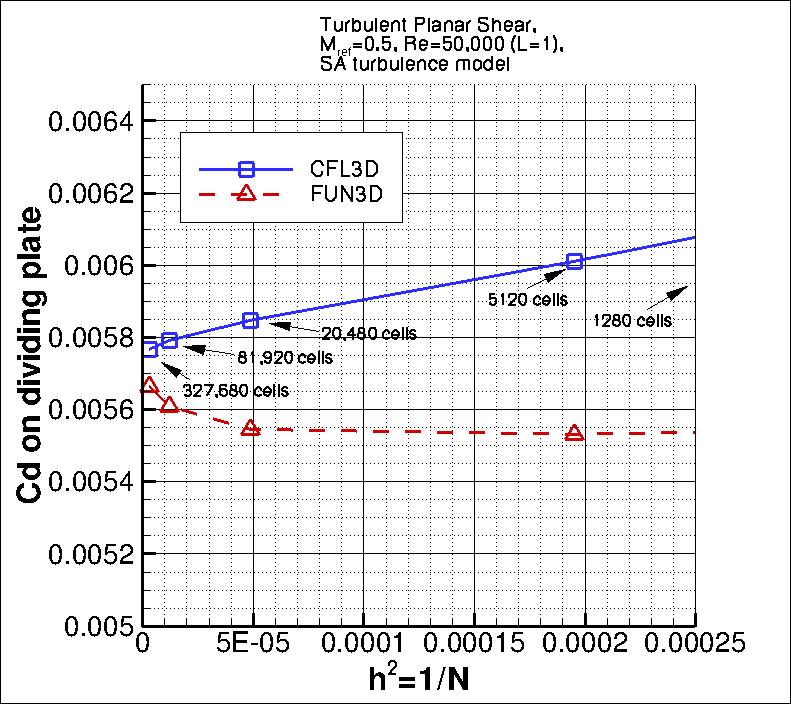 Turbulent Planar Shear,
M_ref=0.5, Re=50,000 (L=1),
SA turbulence model
0.0064
CFL3D
0.0062
FUN3D
0.006
5120 cells
1280 cells
0.0058
20,480 cells
81,920 cells
327,680 cells
0.0056
0.0054
0.0052
0.005
Cd on dividing plate
0 5E-05 0.0001 0.00015 0.0002 0.00025
h²=1/N